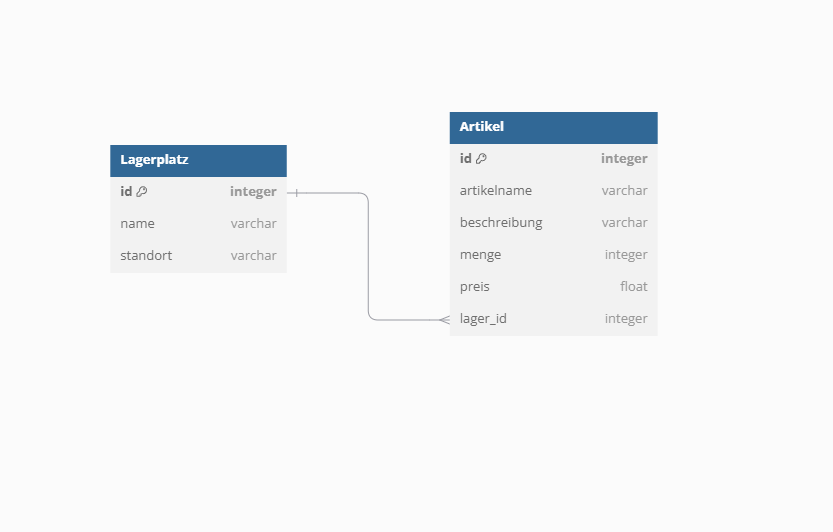 Lagerplatz
id integer
name varchar
standort varchar
Artikel
id integer
artikelname varchar
beschreibung varchar
menge integer
preis float
lager_id integer